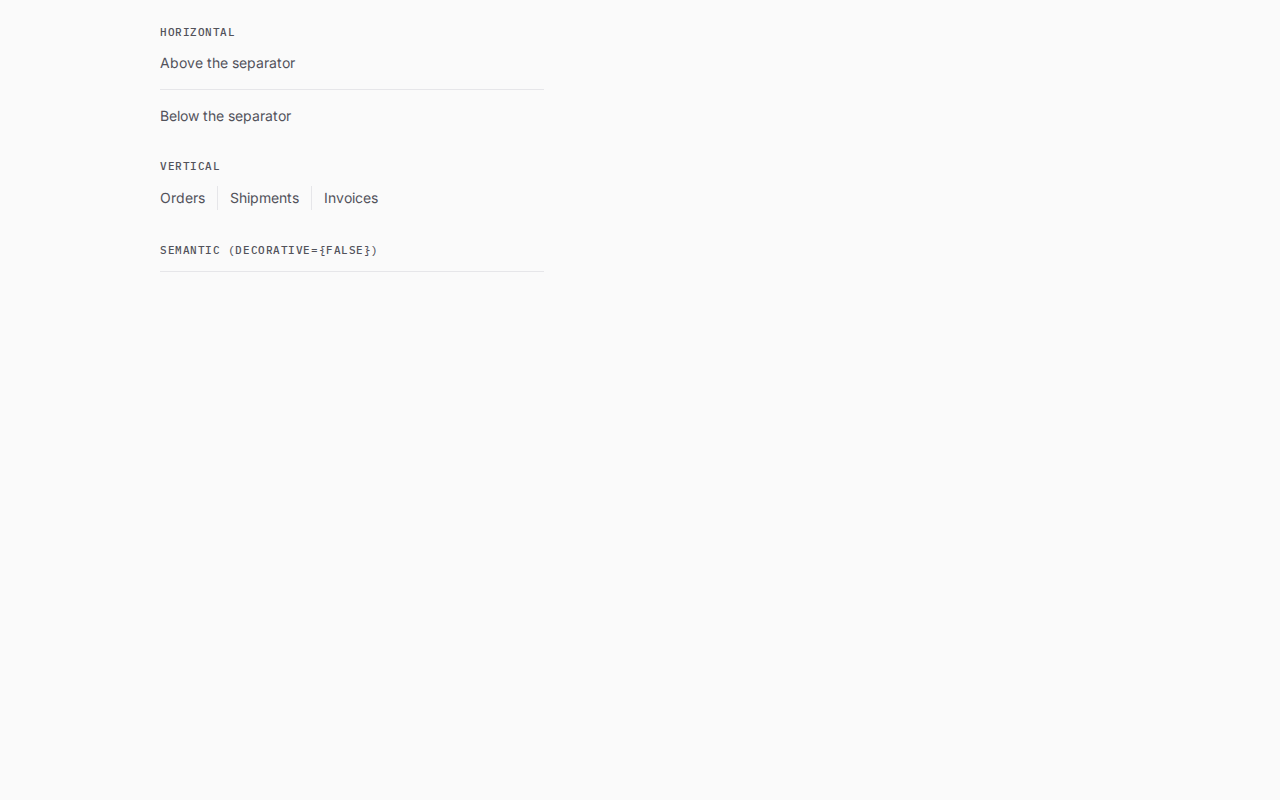 HORIZONTAL
Above the separator
Below the separator
VERTICAL
Orders Shipments Invoices
SEMANTIC (DECORATIVE={FALSE})